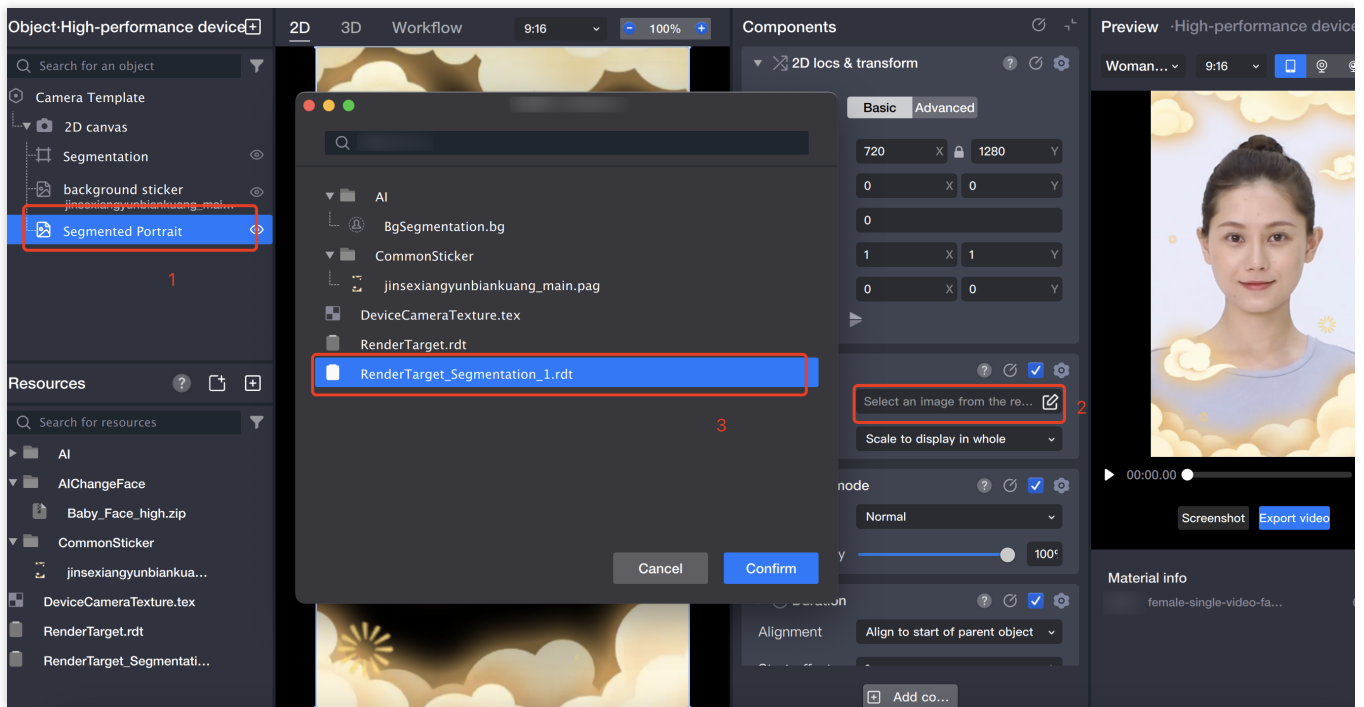 Object·High-performance device
Search for an object
Camera Template
2D canvas
Segmentation
background sticker
jinsexiangyunbiankuang_mai...
Segmented Portrait
1
Resources
Search for resources
AI
AIChangeFace
Baby_Face_high.zip
CommonSticker
jinsexiangyunbiankua...
DeviceCameraTexture.tex
RenderTarget.rdt
RenderTarget_Segmentati...
2D 3D Workflow 9:16 100%
AI
BgSegmentation.bg
CommonSticker
jinsexiangyunbiankuang_main.pag
DeviceCameraTexture.tex
RenderTarget.rdt
RenderTarget_Segmentation_1.rdt
3
Cancel Confirm
Components
2D locs & transform
Basic Advanced
720 X 1280 Y
0 X 0 Y
0
1 X 1 Y
0 X 0 Y
Select an image from the re...
2
Scale to display in whole
Normal
100
Duration
Alignment Align to start of parent object
Add co...
Preview ·High-performance device
Woman... 9:16
00:00.00
Screenshot Export video
Material info
female-single-video-fa...